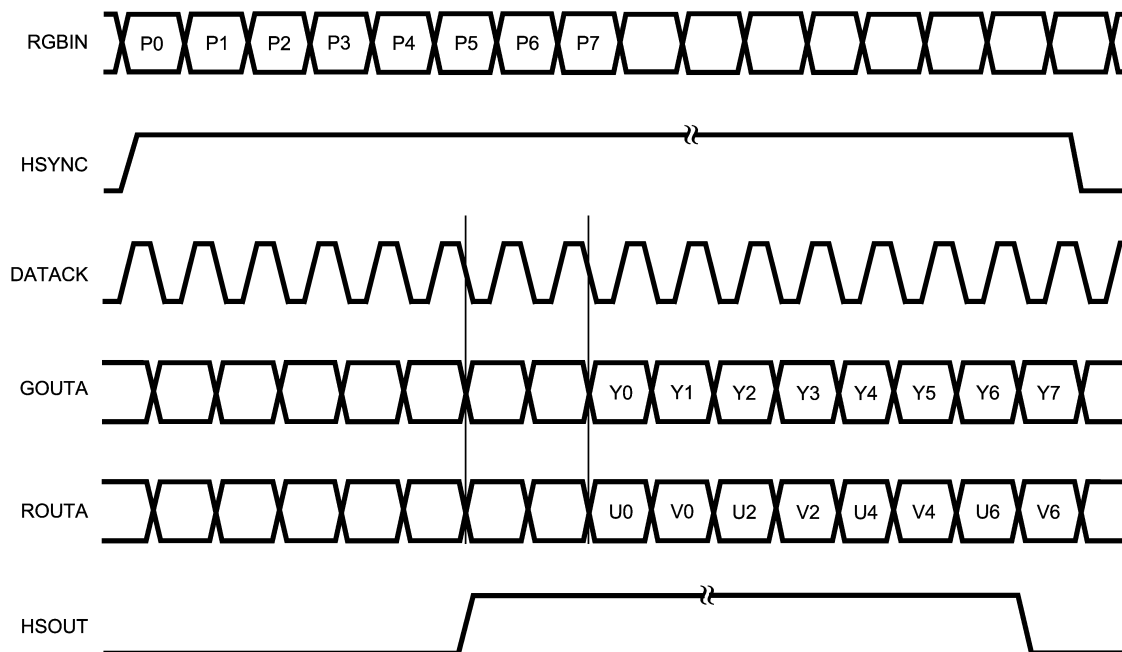 RGBIN P0 P1 P2 P3 P4 P5 P6 P7
HSYNC
DATACK
GOUTA Y0 Y1 Y2 Y3 Y4 Y5 Y6 Y7
ROUTA U0 V0 U2 V2 U4 V4 U6 V6
HSOUT